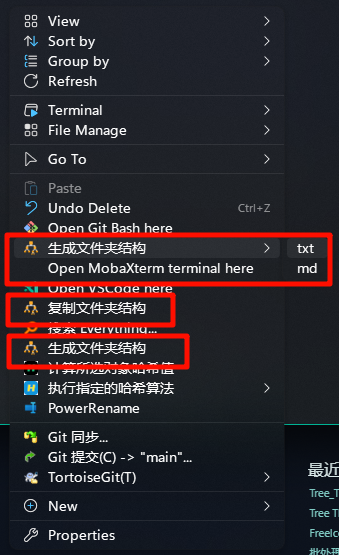 View
Sort by
Group by
Refresh
Terminal
File Manage
Go To
Paste
Undo Delete Ctrl+Z
Open Git Bash here
生成文件夹结构 txt
Open MobaXterm terminal here md
Open VSCode here
复制文件夹结构
搜索 Everything...
生成文件夹结构
计算所选对象哈希值
执行指定的哈希算法
PowerRename
Git 同步...
Git 提交(C) -> "main"...
TortoiseGit(T)
New
Properties
最近
Tree_T
Tree T
FreeIco
批处理